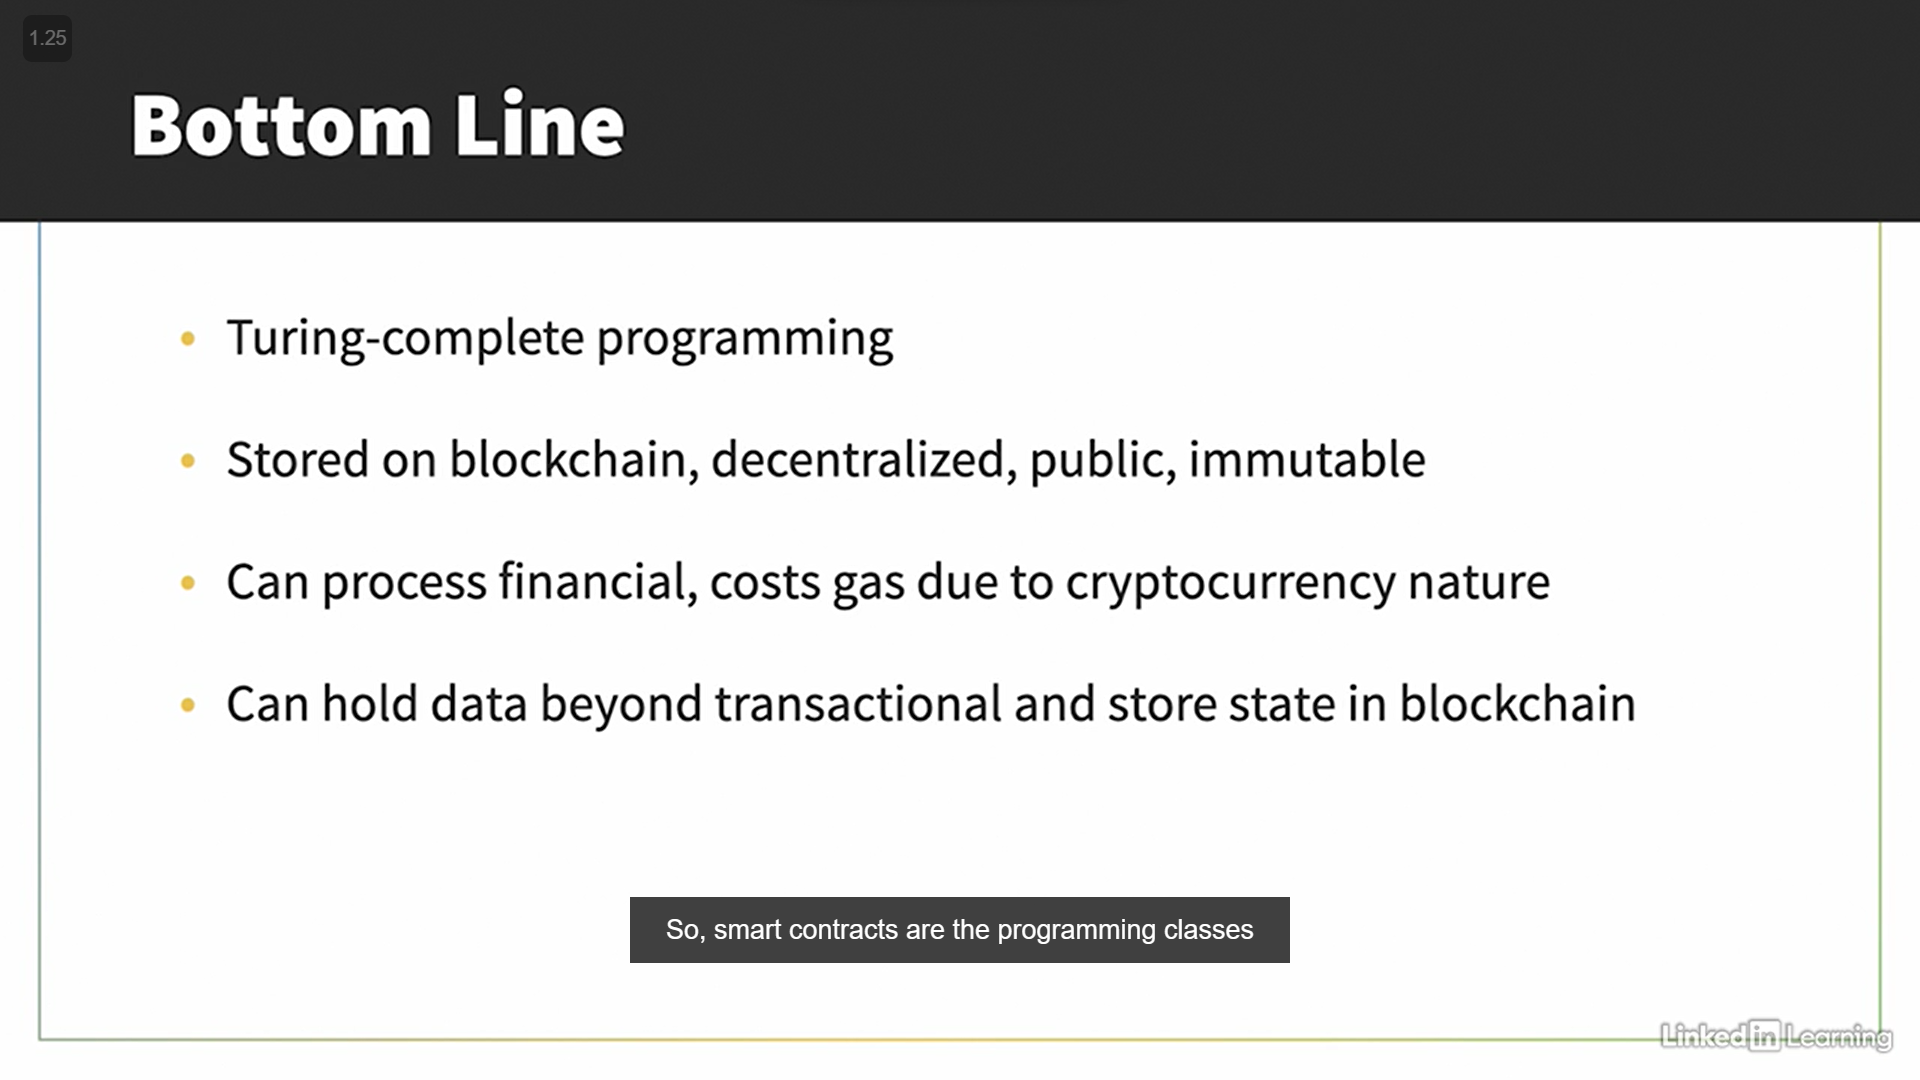 1.25
Bottom Line
• Turing-complete programming
• Stored on blockchain, decentralized, public, immutable
• Can process financial, costs gas due to cryptocurrency nature
• Can hold data beyond transactional and store state in blockchain
So, smart contracts are the programming classes
Linked in Learning